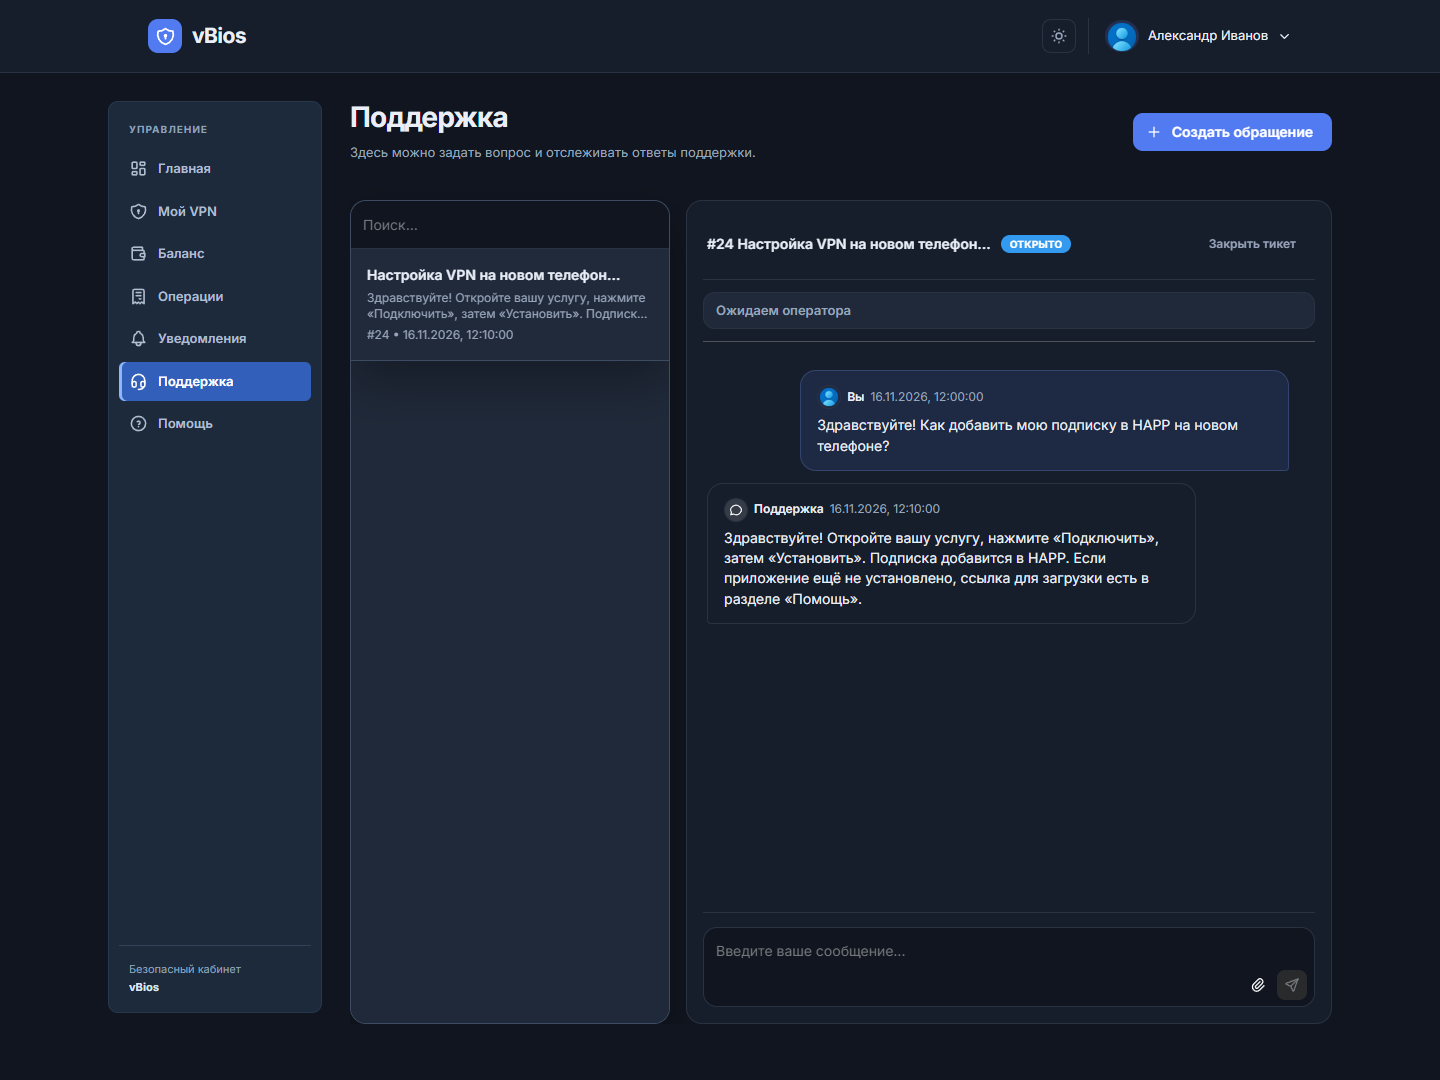 vBios
Александр Иванов
УПРАВЛЕНИЕ
Главная
Мой VPN
Баланс
Операции
Уведомления
Поддержка
Помощь
Безопасный кабинет
vBios
Поддержка
Здесь можно задать вопрос и отслеживать ответы поддержки.
Создать обращение
Поиск...
Настройка VPN на новом телефон...
Здравствуйте! Откройте вашу услугу, нажмите
«Подключить», затем «Установить». Подписк...
#24 • 16.11.2026, 12:10:00
#24 Настройка VPN на новом телефон...
ОТКРЫТО
Закрыть тикет
Ожидаем оператора
Вы 16.11.2026, 12:00:00
Здравствуйте! Как добавить мою подписку в HAPP на новом
телефоне?
Поддержка 16.11.2026, 12:10:00
Здравствуйте! Откройте вашу услугу, нажмите «Подключить»,
затем «Установить». Подписка добавится в HAPP. Если
приложение ещё не установлено, ссылка для загрузки есть в
разделе «Помощь».
Введите ваше сообщение...